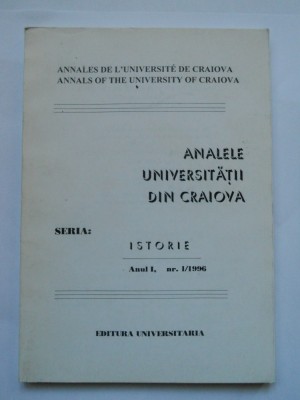 ANNALES DE L'UNIVERSITÉ DE CRAIOVA
ANNALS OF THE UNIVERSITY OF CRAIOVA
ANALELE
UNIVERSITĂŢII
DIN CRAIOVA
SERIA:
ISTORIE
Anul I, nr. 1/1996
EDITURA UNIVERSITARIA